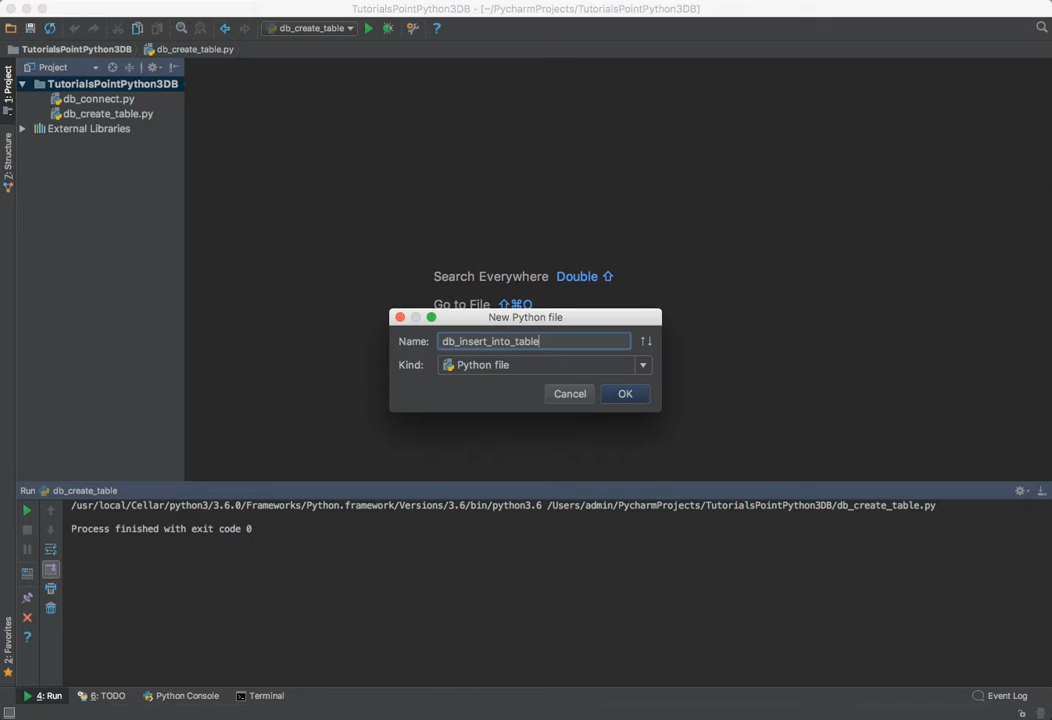 TutorialsPointPython3DB - [~/PycharmProjects/TutorialsPointPython3DB]
db_create_table
TutorialsPointPython3DB
db_create_table.py
1: Project
Project
TutorialsPointPython3DB
db_connect.py
db_create_table.py
External Libraries
Z: Structure
Search Everywhere Double ⇧
Go to File ⇧⌘O
New Python file
Name: db_insert_into_table
Kind: Python file
Cancel OK
Run db_create_table
/usr/local/Cellar/python3/3.6.0/Frameworks/Python.framework/Versions/3.6/bin/python3.6 /Users/admin/PycharmProjects/TutorialsPointPython3DB/db_create_table.py
Process finished with exit code 0
2: Favorites
4: Run 6: TODO Python Console Terminal Event Log